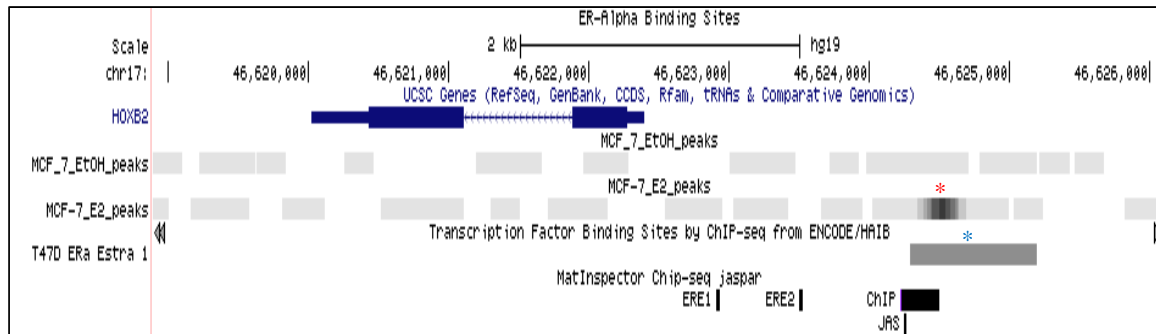 ER-Alpha Binding Sites
Scale 2 kb hg19
chr17: 46,620,000 46,621,000 46,622,000 46,623,000 46,624,000 46,625,000 46,626,000
UCSC Genes (RefSeq, GenBank, CCDS, Rfam, tRNAs & Comparative Genomics)
HOXB2
MCF_7_EtOH_peaks
MCF_7_EtOH_peaks
MCF-7_E2_peaks *
MCF-7_E2_peaks
Transcription Factor Binding Sites by ChIP-seq from ENCODE/HAIB *
T47D ERa Estra 1
MatInspector Chip-seq jaspar
ERE1 ERE2 ChIP
JAS